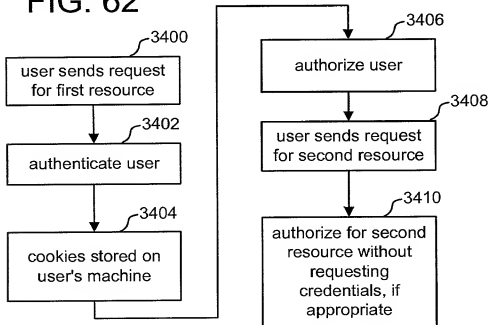 FIG. 62
3400
user sends request
for first resource
3402
authenticate user
3404
cookies stored on
user's machine
3406
authorize user
3408
user sends request
for second resource
3410
authorize for second
resource without
requesting
credentials, if
appropriate